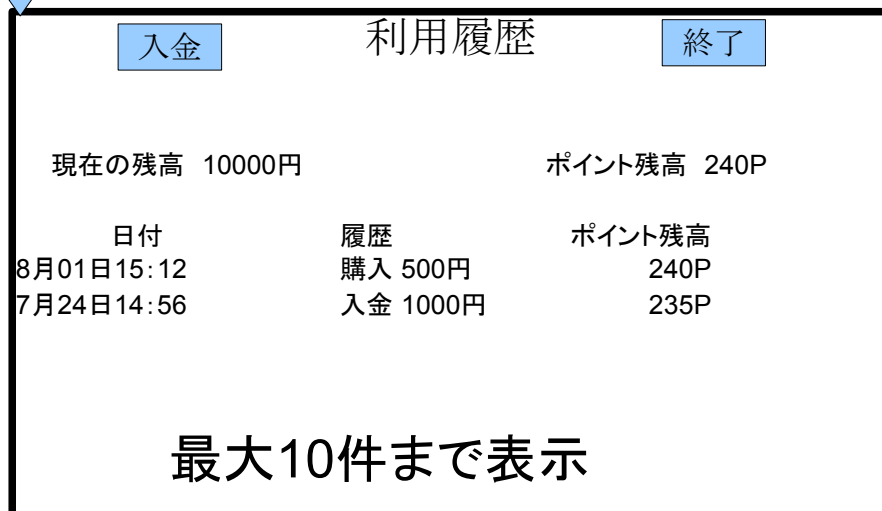 入金 利用履歴 終了
現在の残高 10000円 ポイント残高 240P
日付 履歴 ポイント残高
8月01日15:12 購入 500円 240P
7月24日14:56 入金 1000円 235P
最大10件まで表示